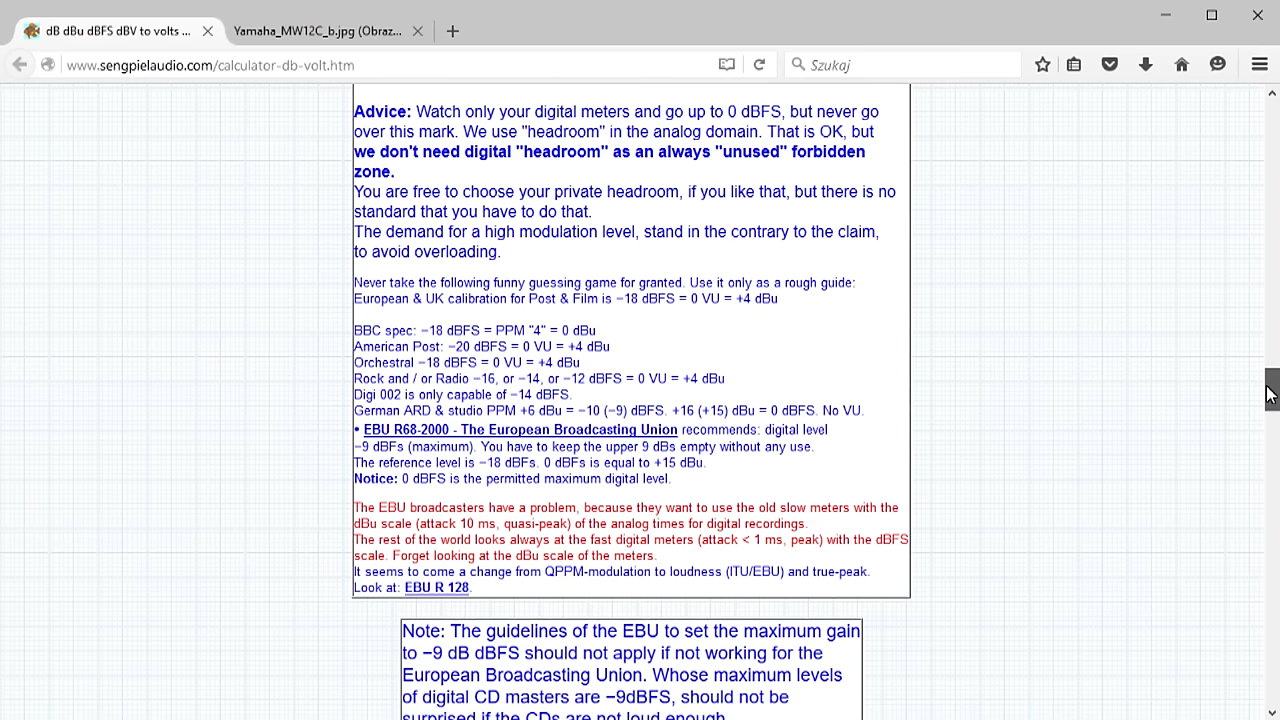 dB dBu dBFS dBV to volts ...
Yamaha_MW12C_b.jpg (Obraz...
www.sengpielaudio.com/calculator-db-volt.htm
Szukaj
Advice: Watch only your digital meters and go up to 0 dBFS, but never go
over this mark. We use "headroom" in the analog domain. That is OK, but
we don't need digital "headroom" as an always "unused" forbidden
zone.
You are free to choose your private headroom, if you like that, but there is no
standard that you have to do that.
The demand for a high modulation level, stand in the contrary to the claim,
to avoid overloading.
Never take the following funny guessing game for granted. Use it only as a rough guide:
European & UK calibration for Post & Film is −18 dBFS = 0 VU = +4 dBu
BBC spec: −18 dBFS = PPM "4" = 0 dBu
American Post: −20 dBFS = 0 VU = +4 dBu
Orchestral −18 dBFS = 0 VU = +4 dBu
Rock and / or Radio −16, or −14, or −12 dBFS = 0 VU = +4 dBu
Digi 002 is only capable of −14 dBFS.
German ARD & studio PPM +6 dBu = −10 (−9) dBFS. +16 (+15) dBu = 0 dBFS. No VU.
• EBU R68-2000 - The European Broadcasting Union recommends: digital level
−9 dBFs (maximum). You have to keep the upper 9 dBs empty without any use.
The reference level is −18 dBFs. 0 dBFs is equal to +15 dBu.
Notice: 0 dBFS is the permitted maximum digital level.
The EBU broadcasters have a problem, because they want to use the old slow meters with the
dBu scale (attack 10 ms, quasi-peak) of the analog times for digital recordings.
The rest of the world looks always at the fast digital meters (attack < 1 ms, peak) with the dBFS
scale. Forget looking at the dBu scale of the meters.
It seems to come a change from QPPM-modulation to loudness (ITU/EBU) and true-peak.
Look at: EBU R 128.
Note: The guidelines of the EBU to set the maximum gain
to −9 dB dBFS should not apply if not working for the
European Broadcasting Union. Whose maximum levels
of digital CD masters are −9dBFS, should not be
surprised if the CDs are not loud enough.